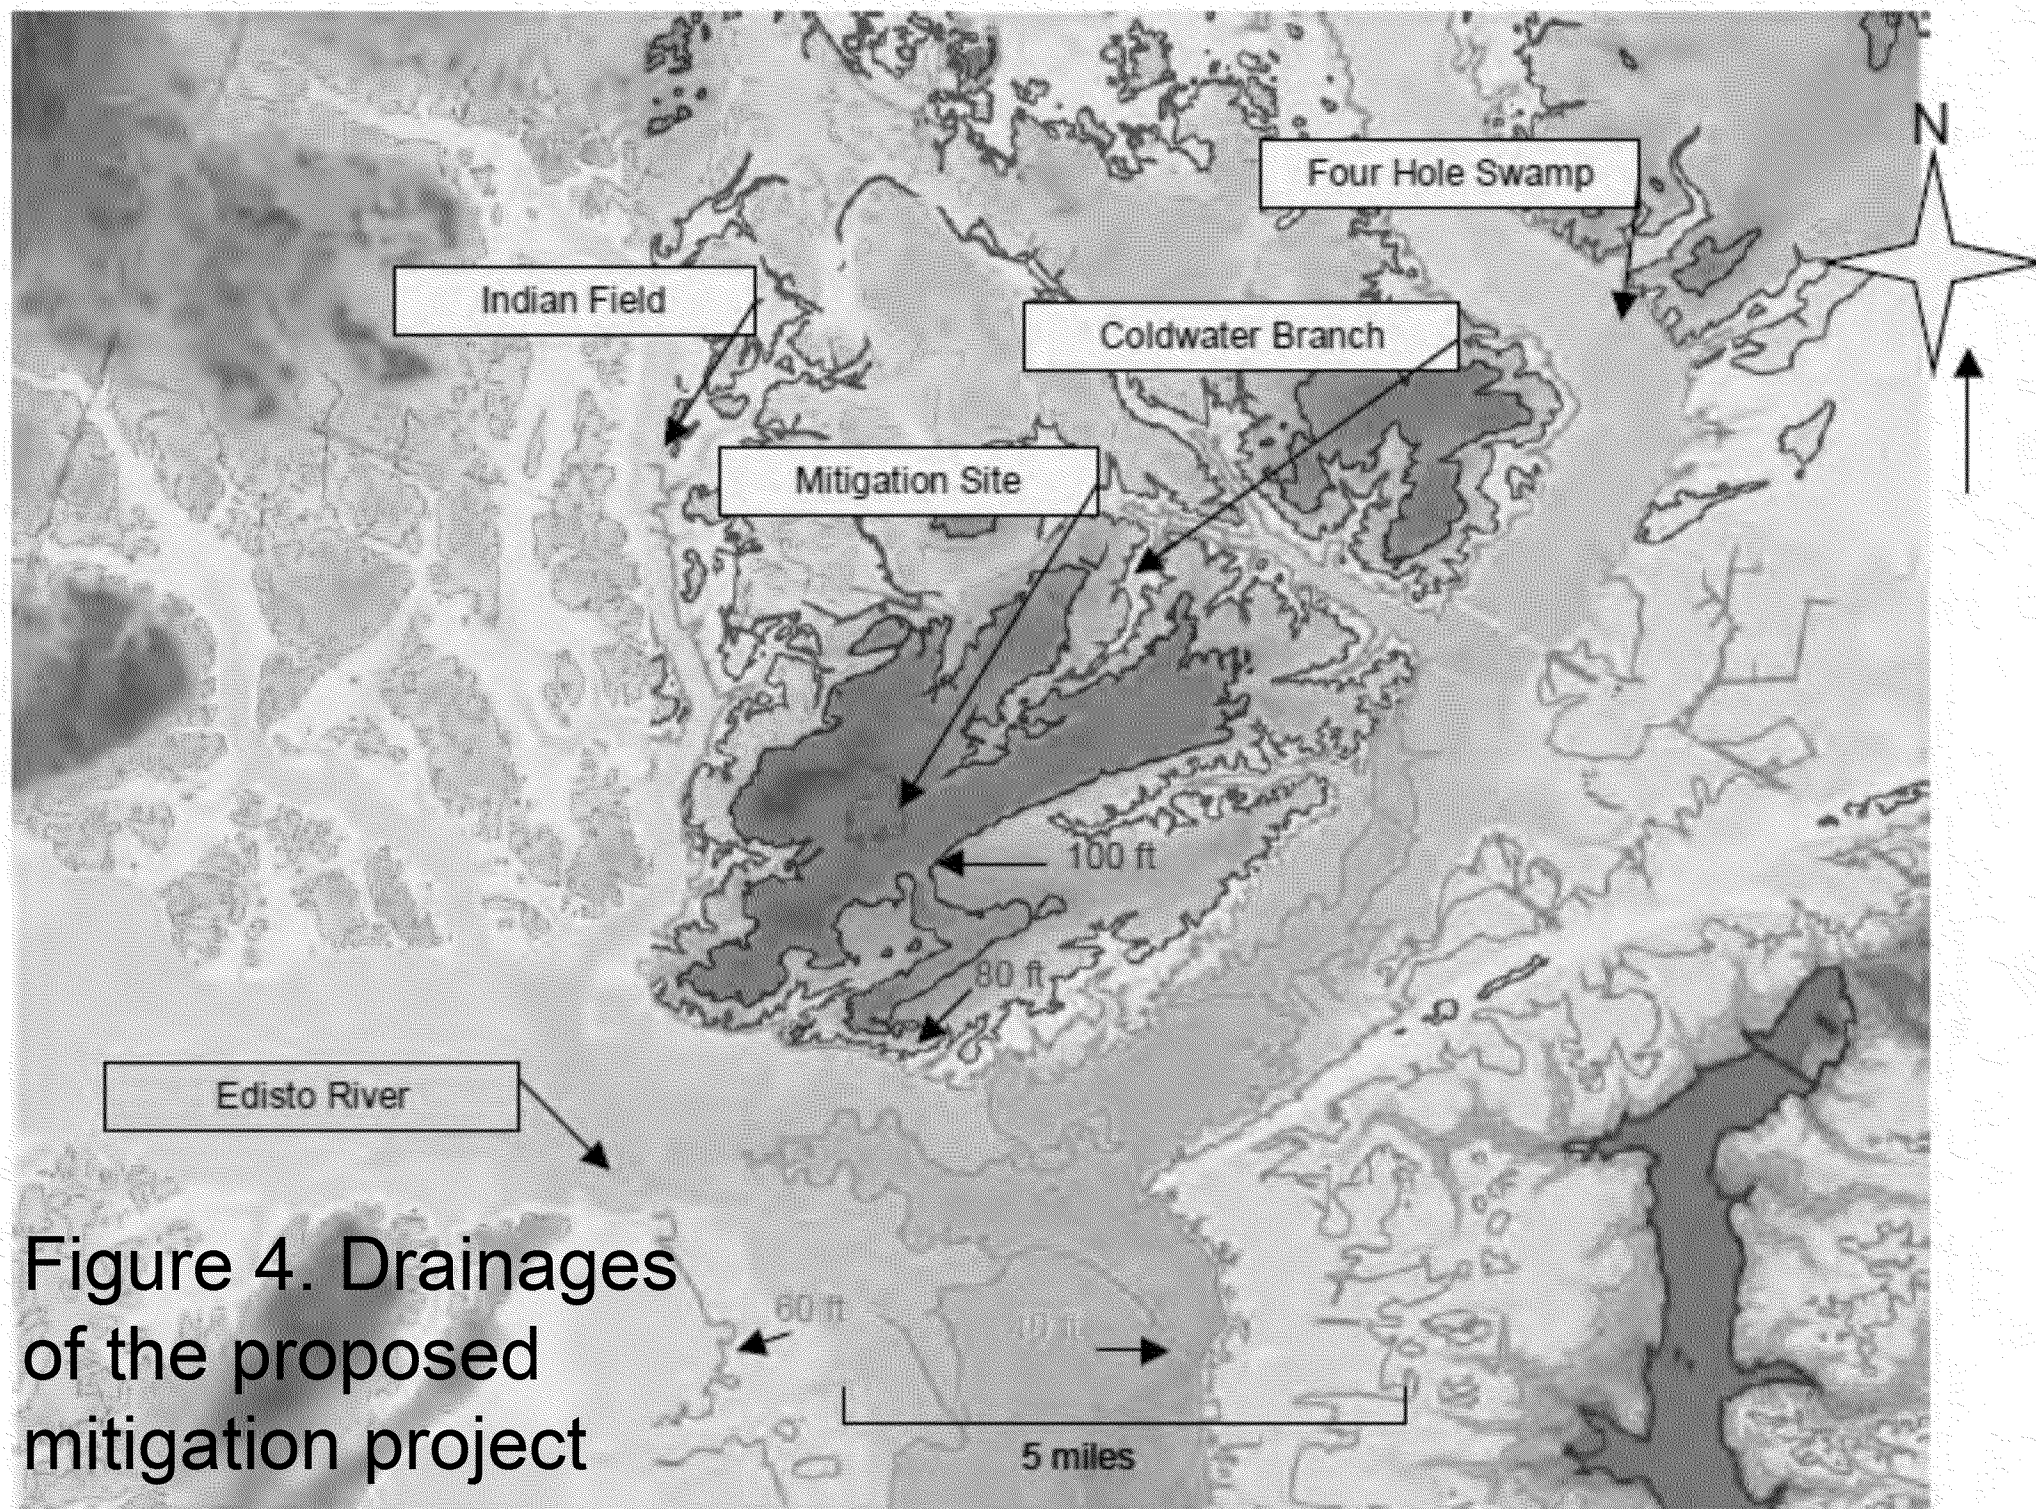 N
Four Hole Swamp
Indian Field
Coldwater Branch
Mitigation Site
100 ft
80 ft
Edisto River
Figure 4. Drainages
of the proposed
mitigation project
60 ft
5 miles